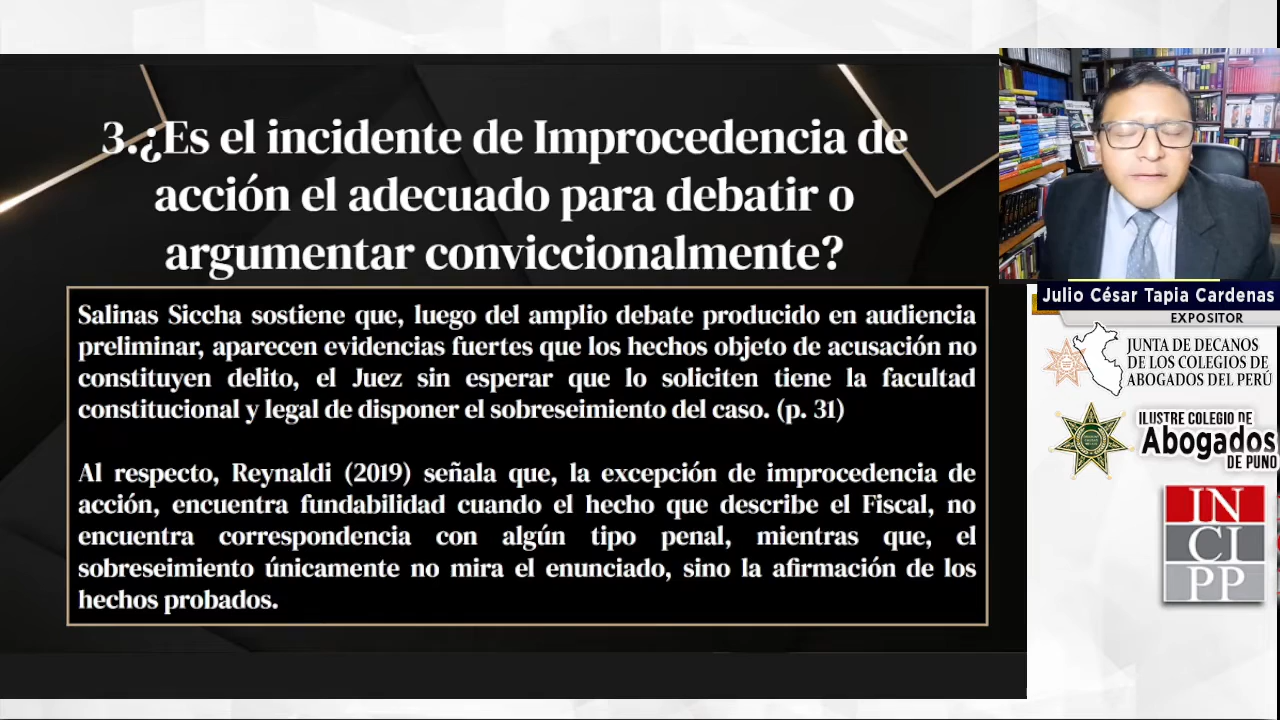 3.¿Es el incidente de Improcedencia de
acción el adecuado para debatir o
argumentar conviccionalmente?
Salinas Siccha sostiene que, luego del amplio debate producido en audiencia
preliminar, aparecen evidencias fuertes que los hechos objeto de acusación no
constituyen delito, el Juez sin esperar que lo soliciten tiene la facultad
constitucional y legal de disponer el sobreseimiento del caso. (p. 31)
Al respecto, Reynaldi (2019) señala que, la excepción de improcedencia de
acción, encuentra fundabilidad cuando el hecho que describe el Fiscal, no
encuentra correspondencia con algún tipo penal, mientras que, el
sobreseimiento únicamente no mira el enunciado, sino la afirmación de los
hechos probados.
Julio César Tapia Cardenas
EXPOSITOR
JUNTA DE DECANOS
DE LOS COLEGIOS DE
ABOGADOS DEL PERÚ
ILUSTRE COLEGIO DE
Abogados
DE PUNO
IN
CI
PP